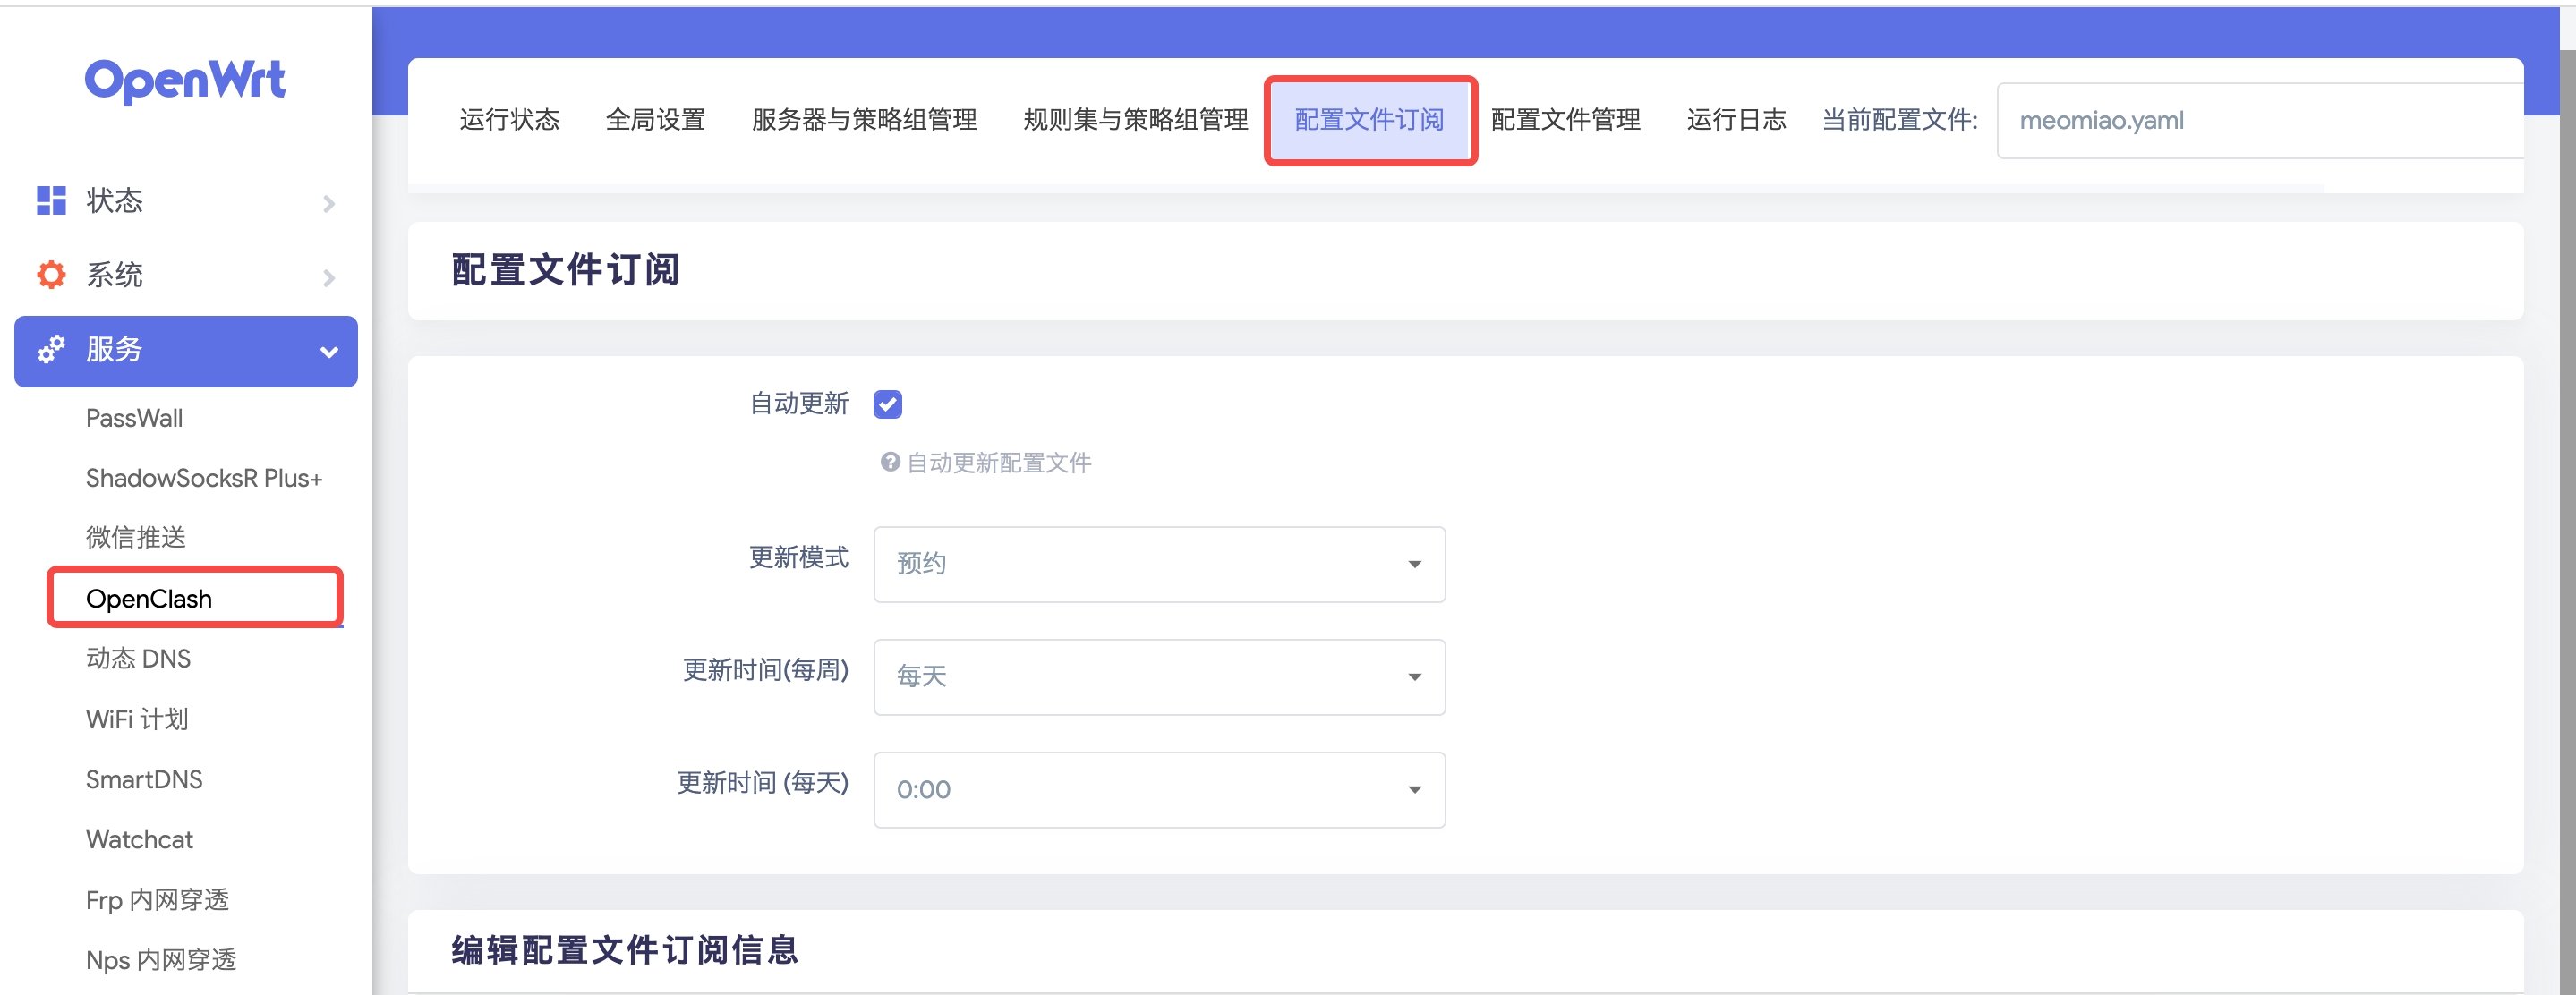 OpenWrt
状态
系统
服务
PassWall
ShadowSocksR Plus+
微信推送
OpenClash
动态 DNS
WiFi 计划
SmartDNS
Watchcat
Frp 内网穿透
Nps 内网穿透
运行状态 全局设置 服务器与策略组管理 规则集与策略组管理 配置文件订阅 配置文件管理 运行日志 当前配置文件: meomiao.yaml
配置文件订阅
自动更新
自动更新配置文件
更新模式 预约
更新时间(每周) 每天
更新时间 (每天) 0:00
编辑配置文件订阅信息